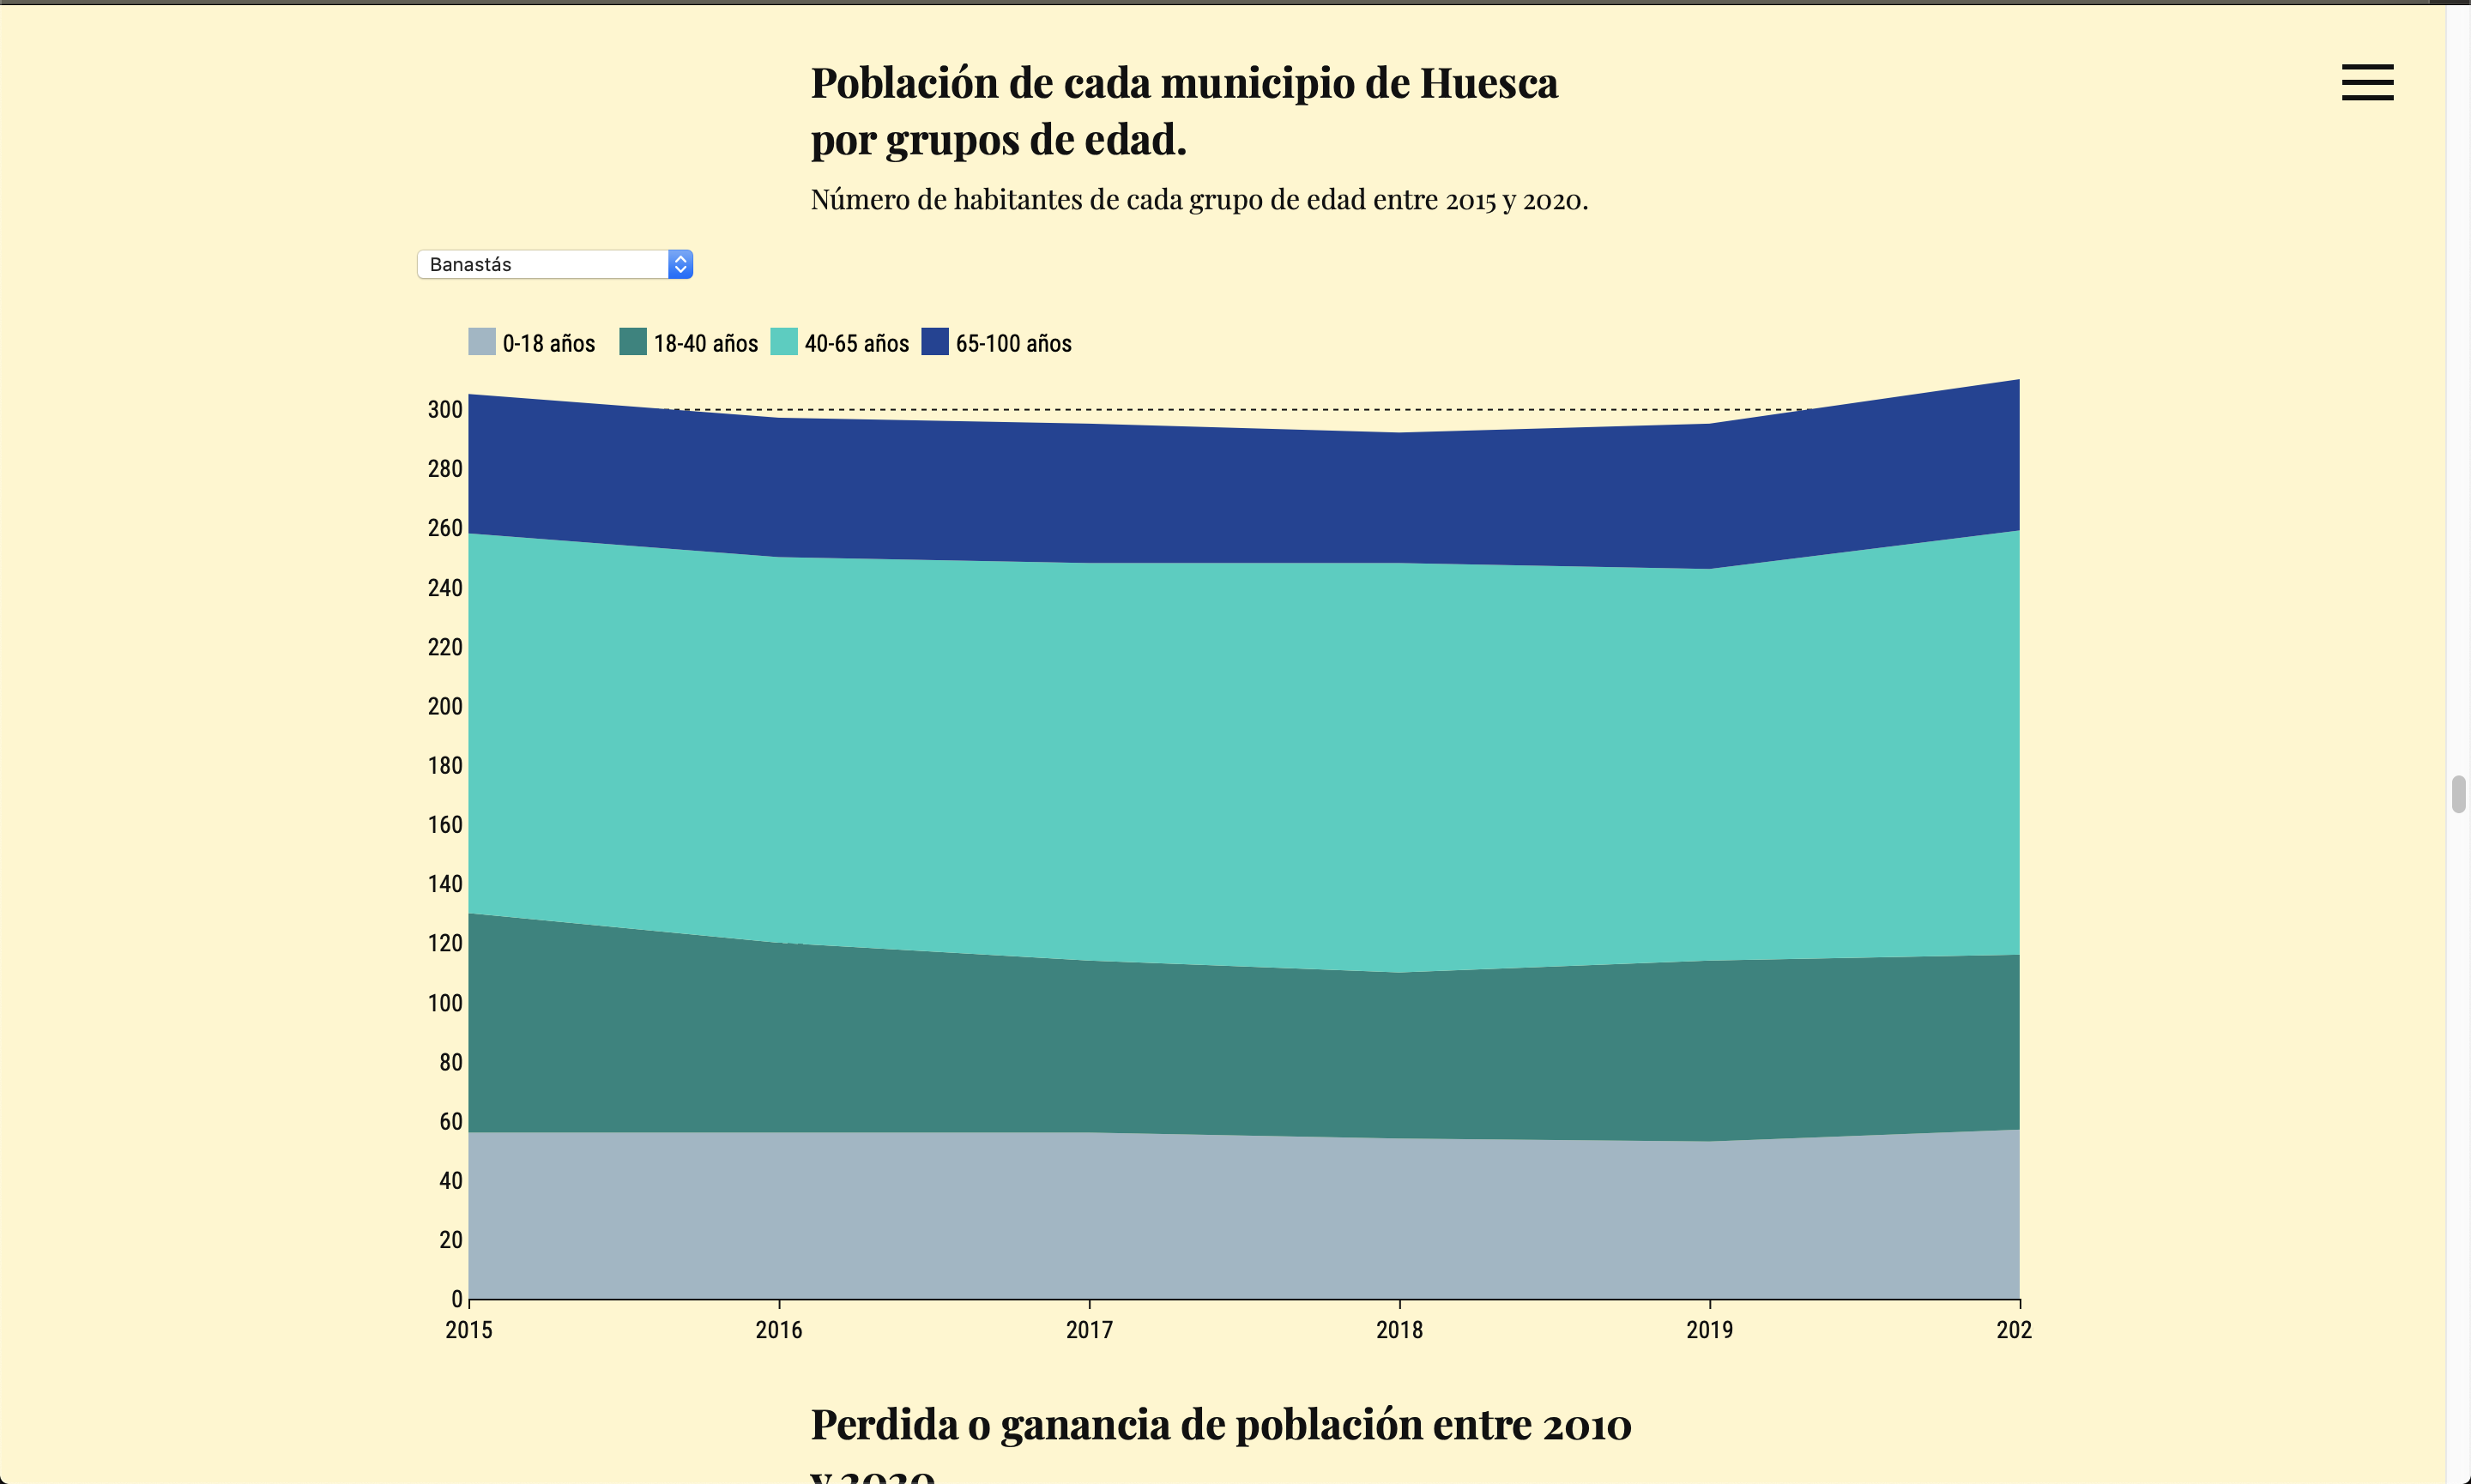 Población de cada municipio de Huesca
por grupos de edad.
Número de habitantes de cada grupo de edad entre 2015 y 2020.
Banastás
0-18 años 18-40 años 40-65 años 65-100 años
300
280
260
240
220
200
180
160
140
120
100
80
60
40
20
0
2015 2016 2017 2018 2019 202
Perdida o ganancia de población entre 2010
y 2020